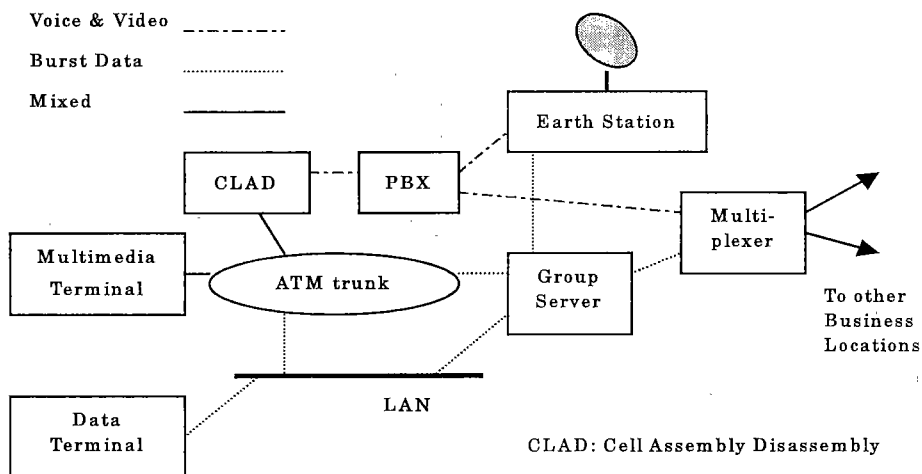 Voice & Video
Burst Data
Mixed
Earth Station
CLAD
PBX
Multi-
plexer
Multimedia
Terminal
ATM trunk
Group
Server
To other
Business
Locations
LAN
Data
Terminal
CLAD: Cell Assembly Disassembly